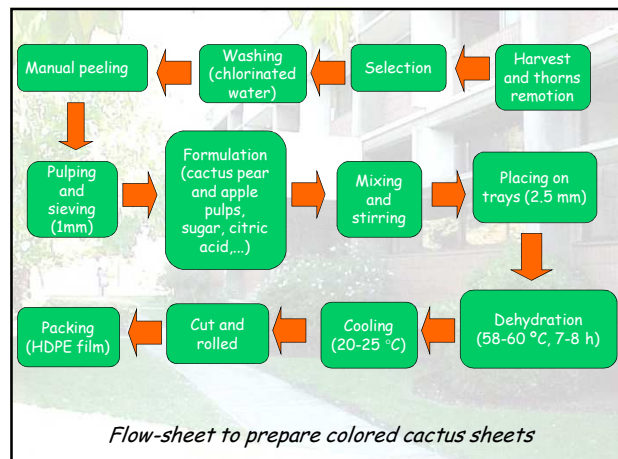 Harvest
and thorns
remotion
Selection
Washing
(chlorinated
water)
Manual peeling
Pulping
and
sieving
(1mm)
Formulation
(cactus pear
and apple
pulps,
sugar, citric
acid,...)
Mixing
and
stirring
Placing on
trays (2.5 mm)
Dehydration
(58-60 ºC, 7-8 h)
Cooling
(20-25 °C)
Cut and
rolled
Packing
(HDPE film)
Flow-sheet to prepare colored cactus sheets